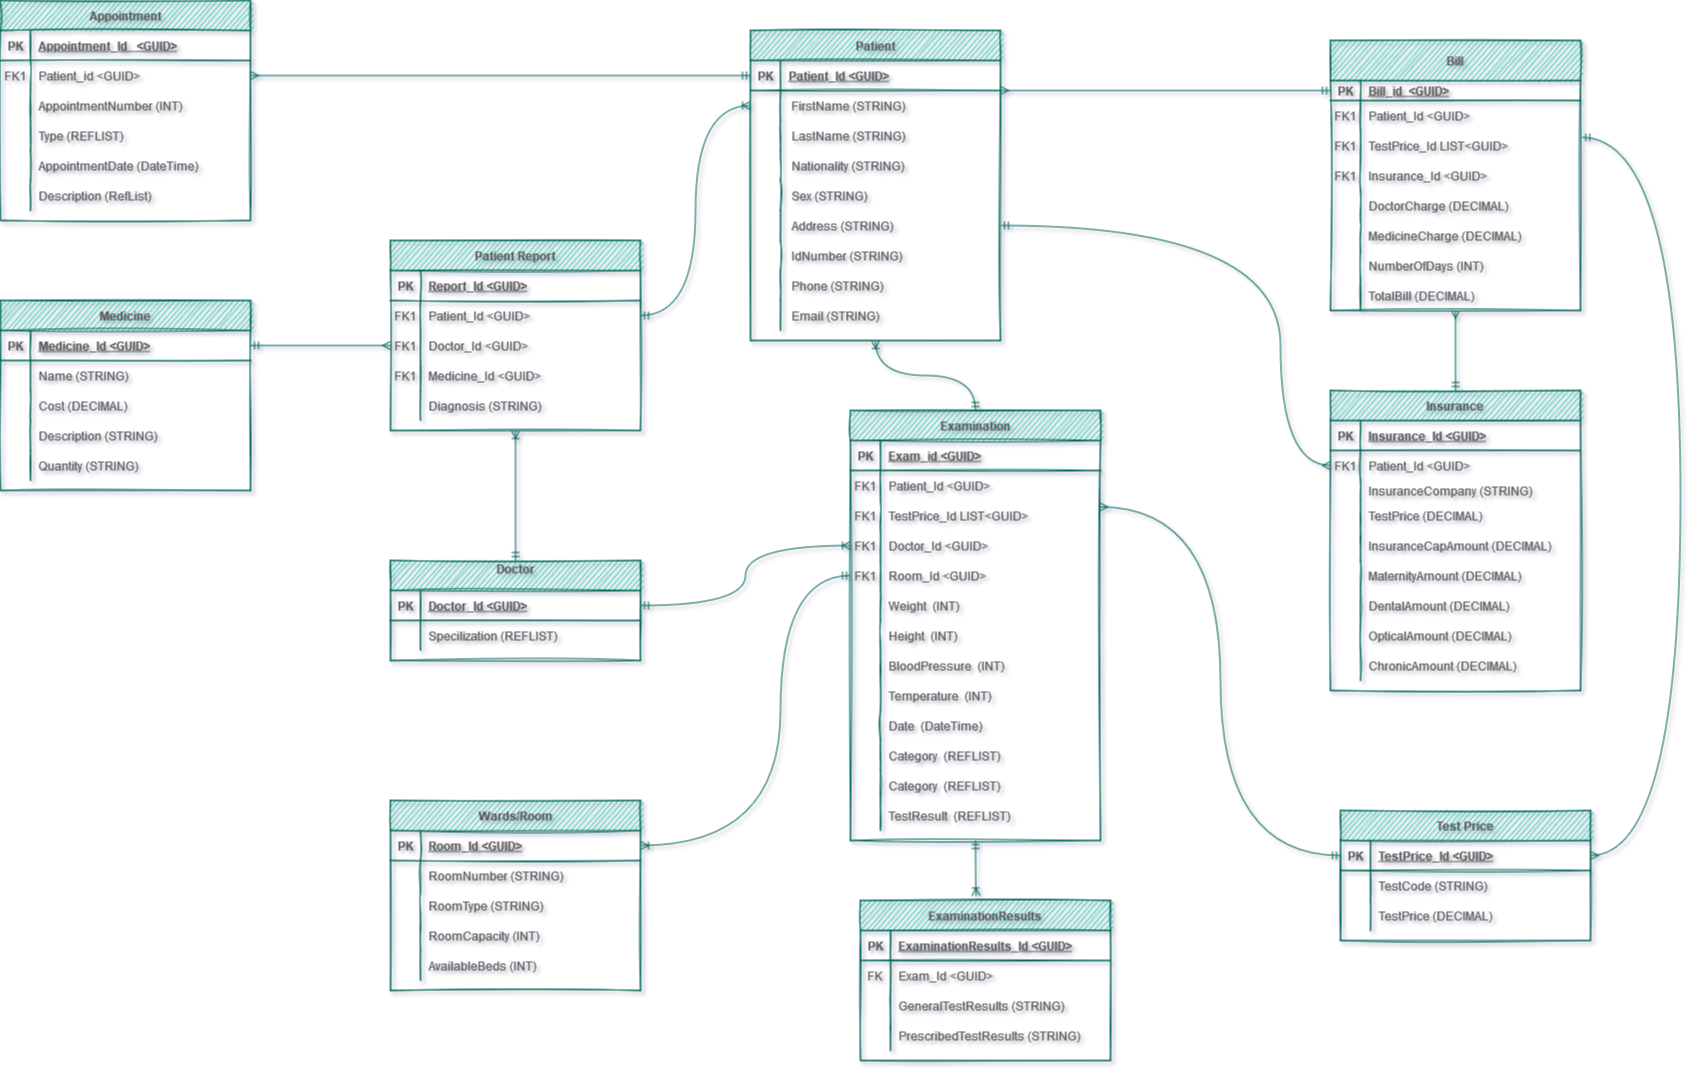 Appointment
PK Appointment_Id <GUID>
FK1 Patient_id <GUID>
AppointmentNumber (INT)
Type (REFLIST)
AppointmentDate (DateTime)
Description (RefList)
Patient
PK Patient_Id <GUID>
FirstName (STRING)
LastName (STRING)
Nationality (STRING)
Sex (STRING)
Address (STRING)
IdNumber (STRING)
Phone (STRING)
Email (STRING)
Bill
PK Bill_id <GUID>
FK1 Patient_Id <GUID>
FK1 TestPrice_Id LIST<GUID>
FK1 Insurance_Id <GUID>
DoctorCharge (DECIMAL)
MedicineCharge (DECIMAL)
NumberOfDays (INT)
TotalBill (DECIMAL)
Patient Report
PK Report_Id <GUID>
FK1 Patient_Id <GUID>
FK1 Doctor_Id <GUID>
FK1 Medicine_Id <GUID>
Diagnosis (STRING)
Medicine
PK Medicine_Id <GUID>
Name (STRING)
Cost (DECIMAL)
Description (STRING)
Quantity (STRING)
Insurance
PK Insurance_Id <GUID>
FK1 Patient_Id <GUID>
InsuranceCompany (STRING)
TestPrice (DECIMAL)
InsuranceCapAmount (DECIMAL)
MaternityAmount (DECIMAL)
DentalAmount (DECIMAL)
OpticalAmount (DECIMAL)
ChronicAmount (DECIMAL)
Examination
PK Exam_id <GUID>
FK1 Patient_Id <GUID>
FK1 TestPrice_Id LIST<GUID>
FK1 Doctor_Id <GUID>
FK1 Room_Id <GUID>
Weight (INT)
Height (INT)
BloodPressure (INT)
Temperature (INT)
Date (DateTime)
Category (REFLIST)
Category (REFLIST)
TestResult (REFLIST)
Doctor
PK Doctor_Id <GUID>
Specilization (REFLIST)
Wards/Room
PK Room_Id <GUID>
RoomNumber (STRING)
RoomType (STRING)
RoomCapacity (INT)
AvailableBeds (INT)
Test Price
PK TestPrice_Id <GUID>
TestCode (STRING)
TestPrice (DECIMAL)
ExaminationResults
PK ExaminationResults_Id <GUID>
FK Exam_Id <GUID>
GeneralTestResults (STRING)
PrescribedTestResults (STRING)